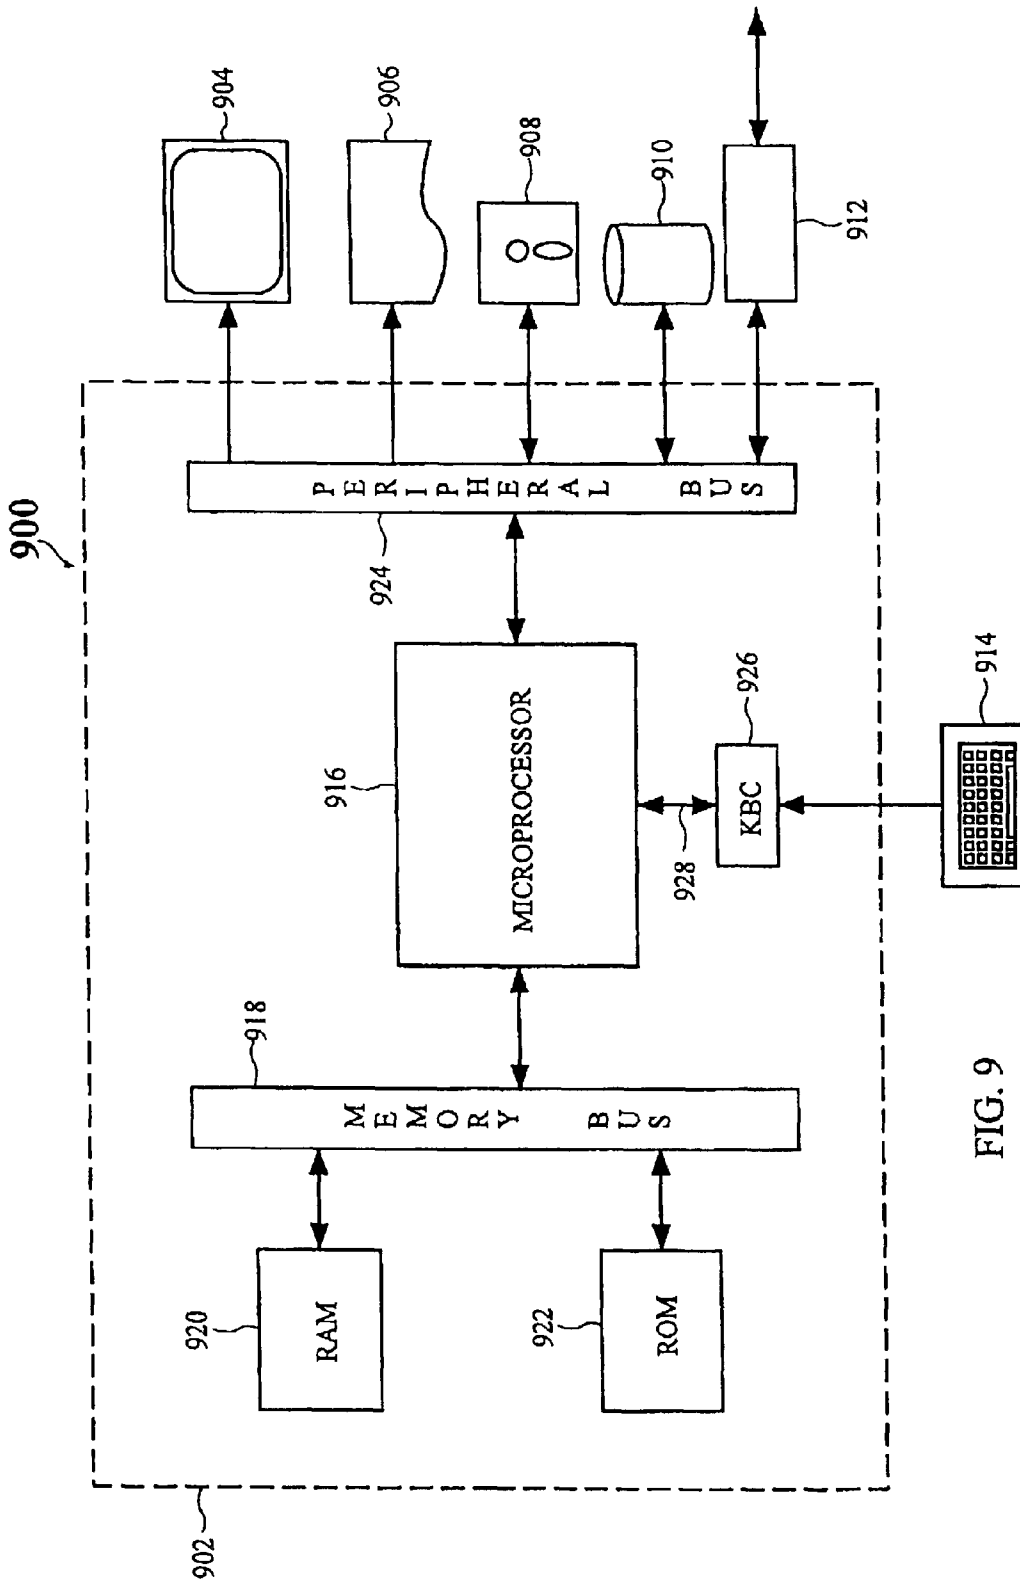 900
902
920
RAM
922
ROM
918
MEMORY BUS
916
MICROPROCESSOR
928
926
KBC
914
924
PERIPHERAL BUS
904
906
908
910
912
FIG. 9